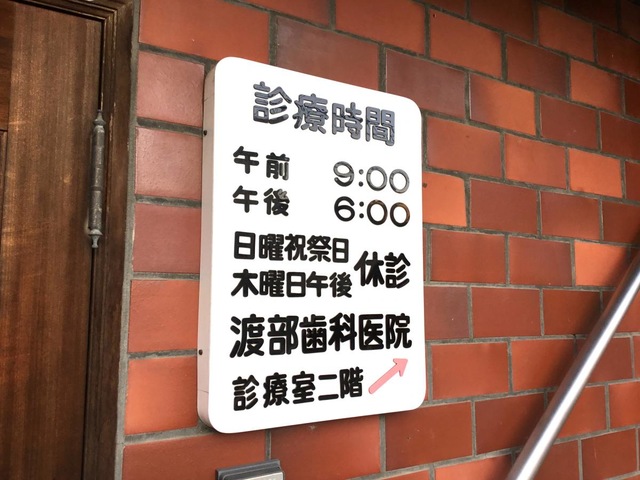 診療時間
午前 9:00
午後 6:00
日曜祝祭日
木曜日午後 休診
渡部歯科医院
診療室二階